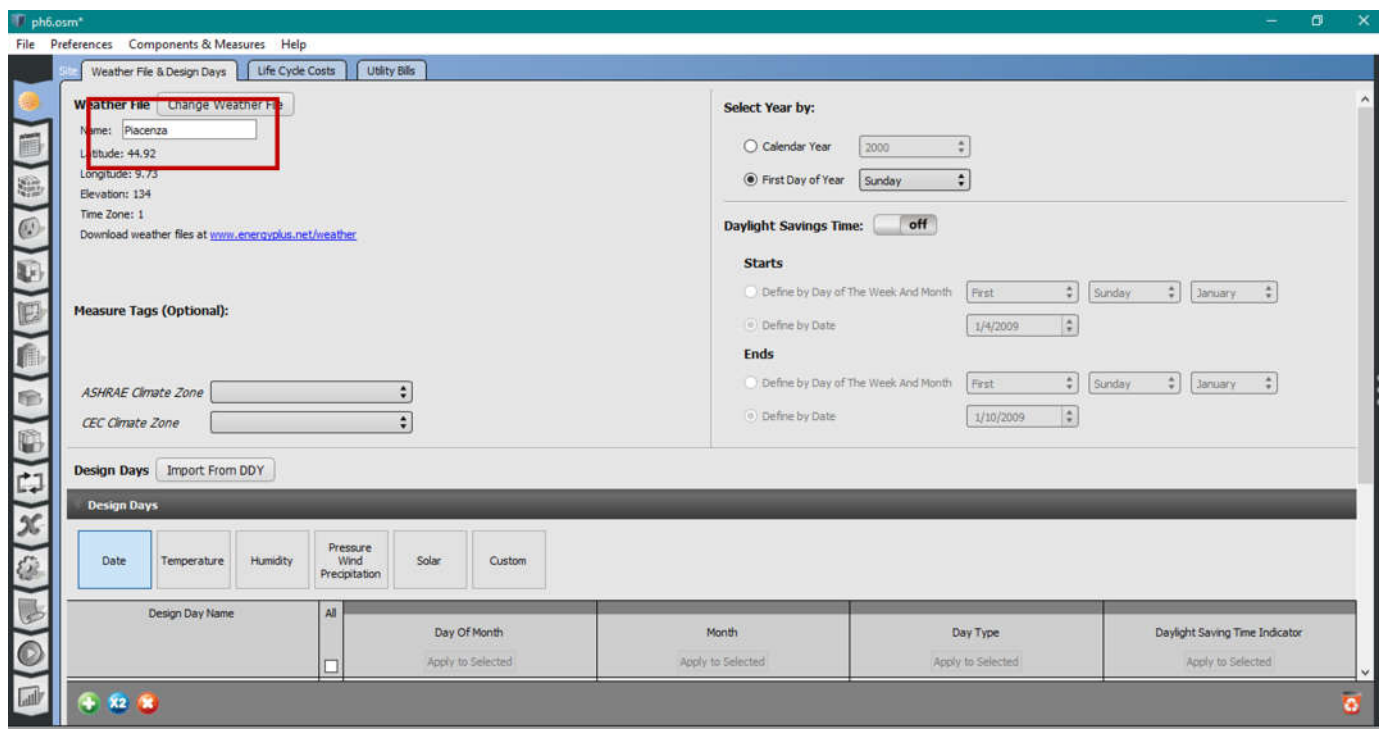 ph6.osm*
File Preferences Components & Measures Help
Site Weather File & Design Days Life Cycle Costs Utility Bills
Weather File Change Weather File
Name: Piacenza
Latitude: 44.92
Longitude: 9.73
Elevation: 134
Time Zone: 1
Download weather files at www.energyplus.net/weather
Measure Tags (Optional):
ASHRAE Climate Zone
CEC Climate Zone
Select Year by:
Calendar Year 2000
First Day of Year Sunday
Daylight Savings Time: off
Starts
Define by Day of The Week And Month First Sunday January
Define by Date 1/4/2009
Ends
Define by Day of The Week And Month First Sunday January
Define by Date 1/10/2009
Design Days Import From DDY
Design Days
Date Temperature Humidity Pressure Wind Precipitation Solar Custom
Design Day Name All Day Of Month Month Day Type Daylight Saving Time Indicator
Apply to Selected Apply to Selected Apply to Selected Apply to Selected
X2